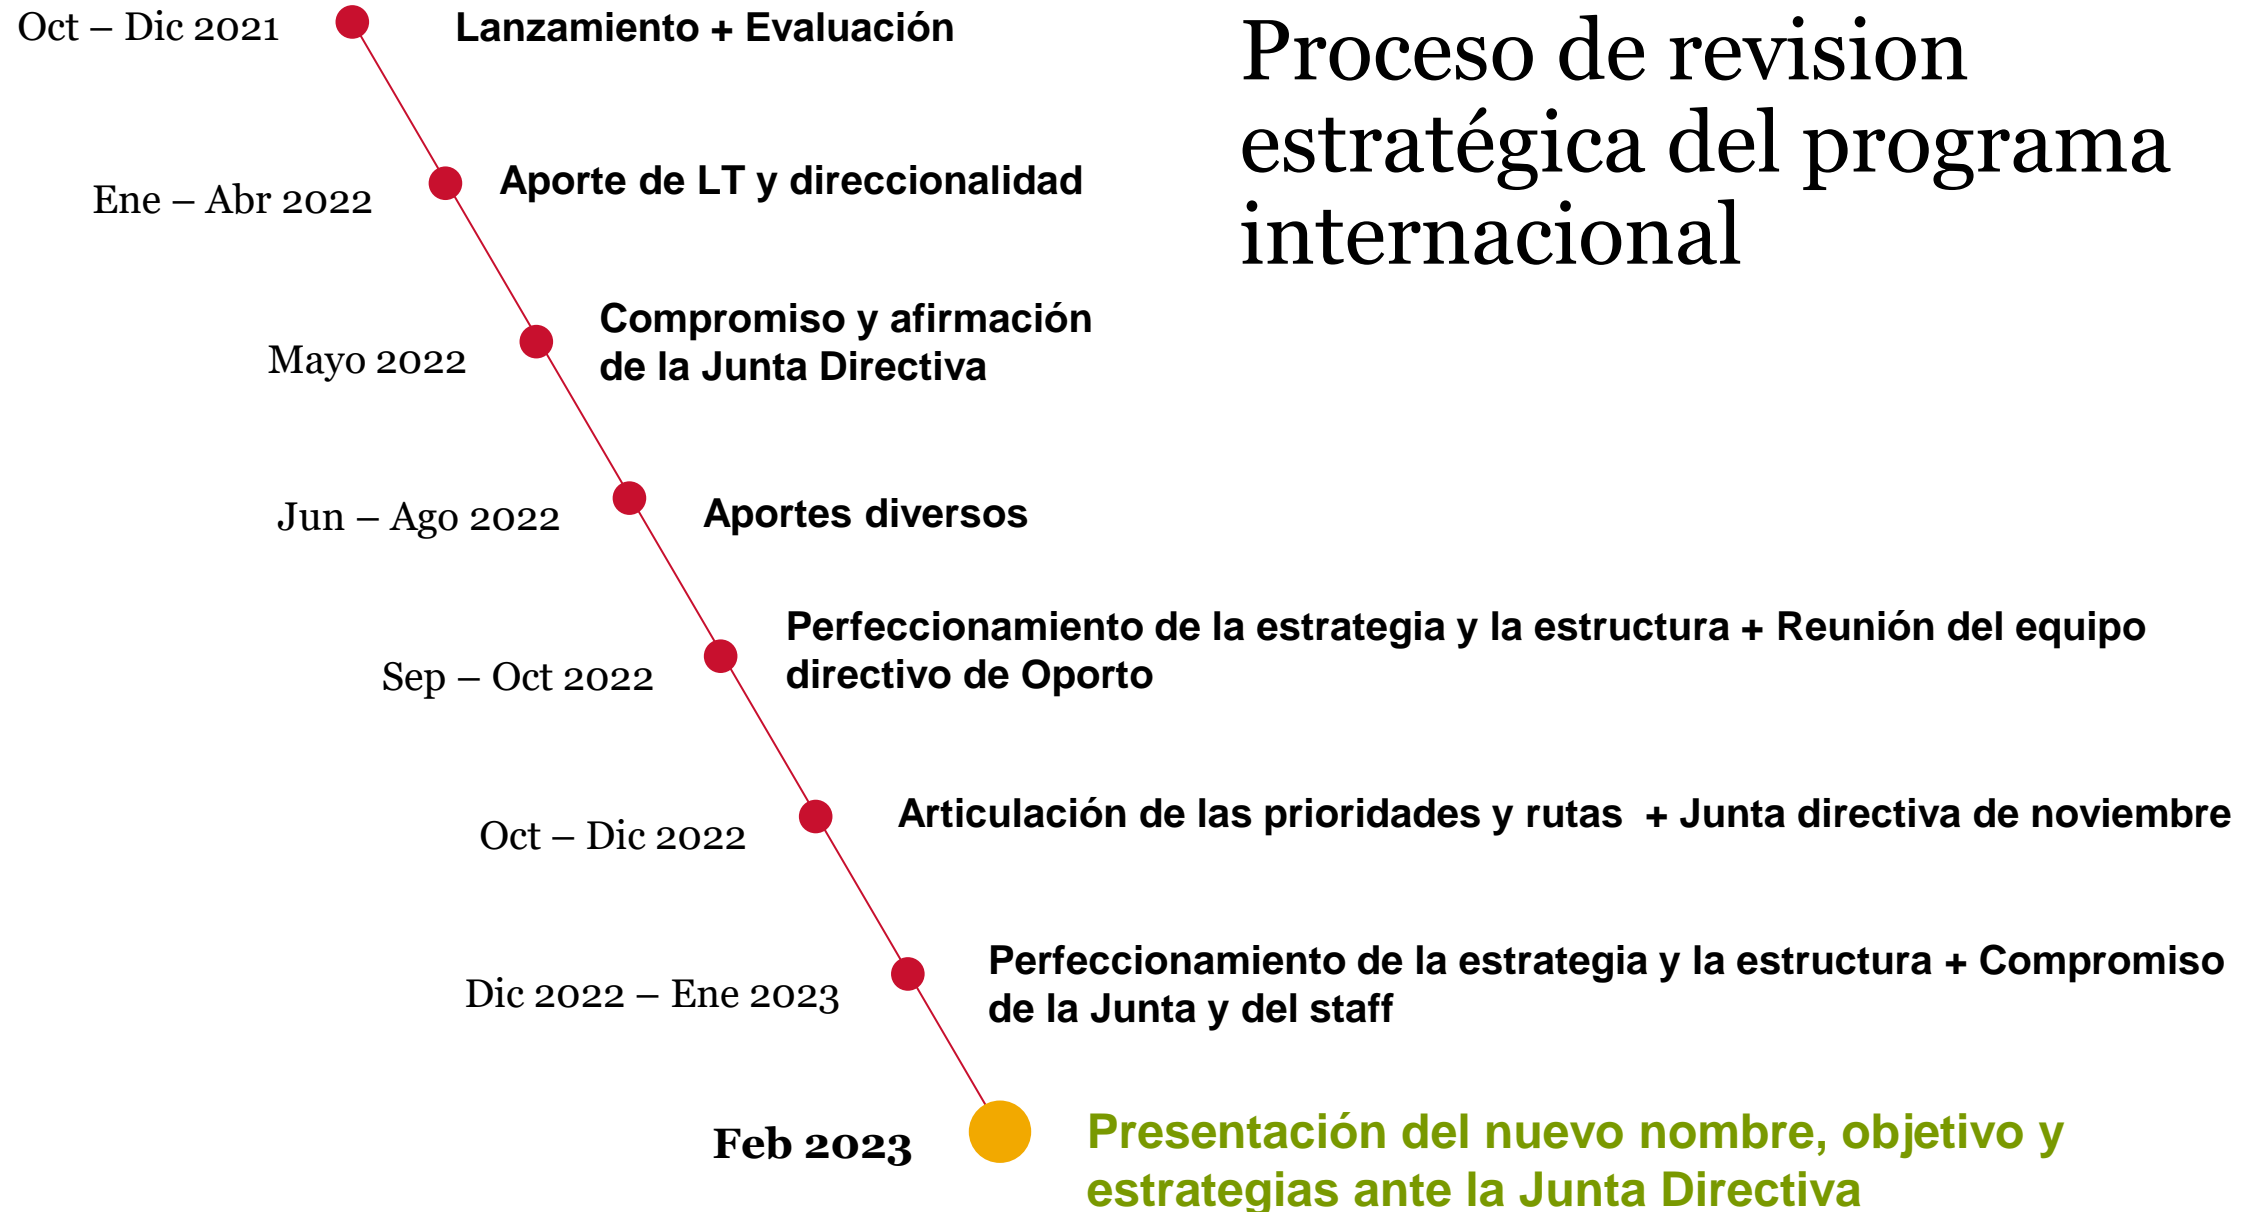 Proceso de revision
estratégica del programa
internacional
Oct – Dic 2021
Lanzamiento + Evaluación
Ene – Abr 2022
Aporte de LT y direccionalidad
Mayo 2022
Compromiso y afirmación
de la Junta Directiva
Jun – Ago 2022
Aportes diversos
Sep – Oct 2022
Perfeccionamiento de la estrategia y la estructura + Reunión del equipo
directivo de Oporto
Oct – Dic 2022
Articulación de las prioridades y rutas + Junta directiva de noviembre
Dic 2022 – Ene 2023
Perfeccionamiento de la estrategia y la estructura + Compromiso
de la Junta y del staff
Feb 2023
Presentación del nuevo nombre, objetivo y
estrategias ante la Junta Directiva